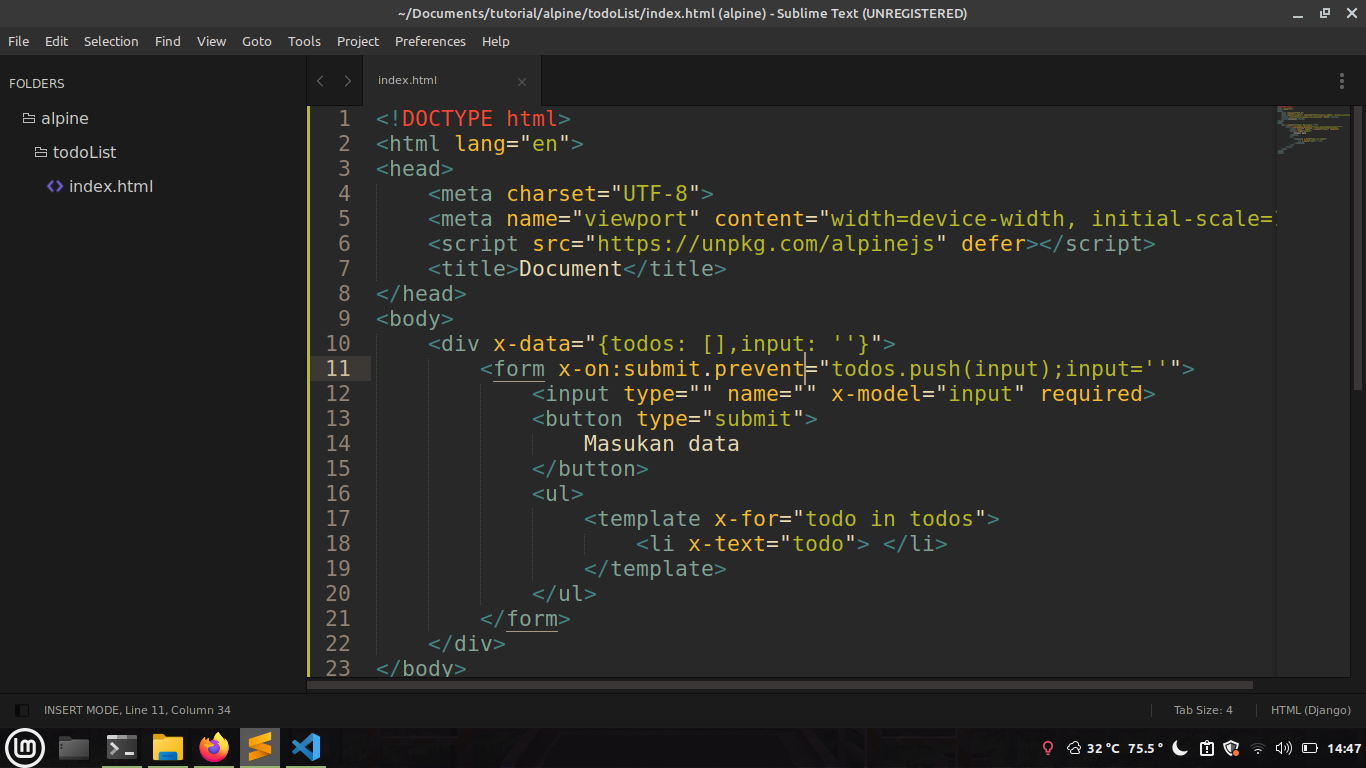 ~/Documents/tutorial/alpine/todoList/index.html (alpine) - Sublime Text (UNREGISTERED)
File Edit Selection Find View Goto Tools Project Preferences Help
FOLDERS
alpine
todoList
index.html
index.html
1 <!DOCTYPE html>
2 <html lang="en">
3 <head>
4 <meta charset="UTF-8">
5 <meta name="viewport" content="width=device-width, initial-scale=
6 <script src="https://unpkg.com/alpinejs" defer></script>
7 <title>Document</title>
8 </head>
9 <body>
10 <div x-data="{todos: [],input: ''}">
11 <form x-on:submit.prevent="todos.push(input);input=''">
12 <input type="" name="" x-model="input" required>
13 <button type="submit">
14 Masukan data
15 </button>
16 <ul>
17 <template x-for="todo in todos">
18 <li x-text="todo"> </li>
19 </template>
20 </ul>
21 </form>
22 </div>
23 </body>
INSERT MODE, Line 11, Column 34 Tab Size: 4 HTML (Django)
32 °C 75.5 ° 14:47